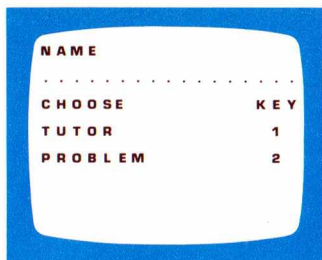 NAME
. . . . . . . . . . . . . . . .
CHOOSE KEY
TUTOR 1
PROBLEM 2